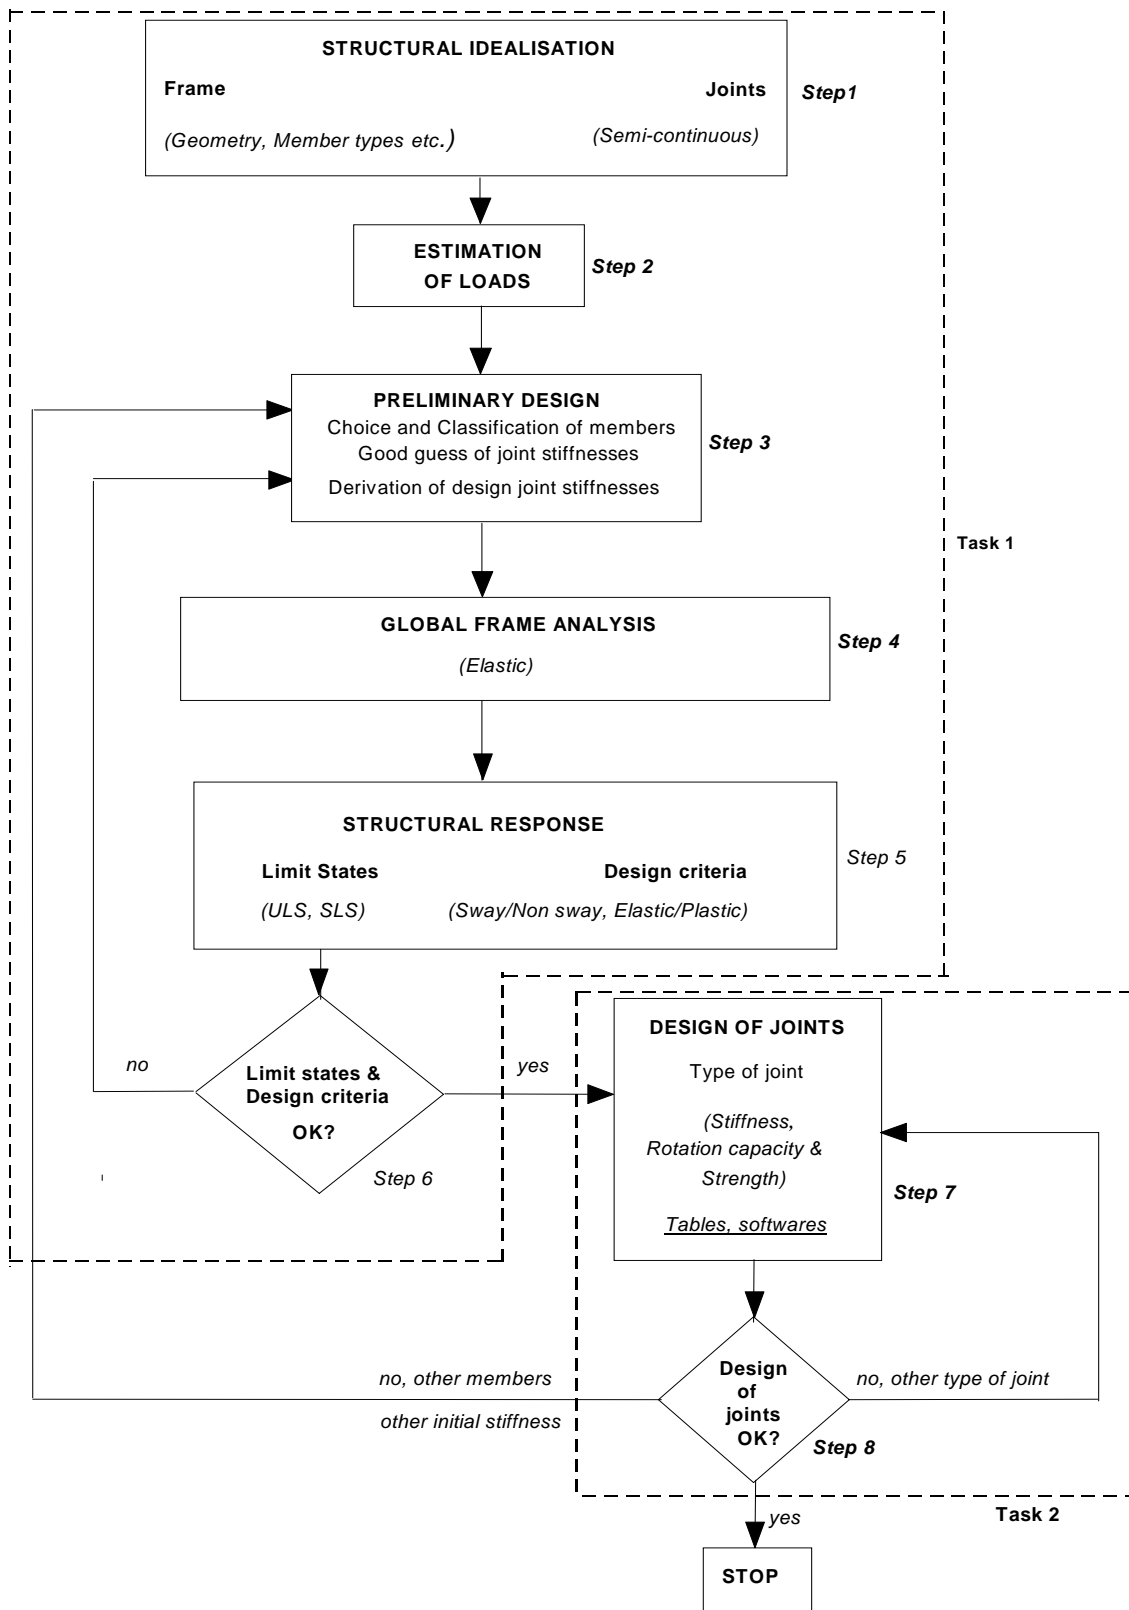 STRUCTURAL IDEALISATION
Frame
Joints
Step1
(Geometry, Member types etc.)
(Semi-continuous)
ESTIMATION
OF LOADS
Step 2
PRELIMINARY DESIGN
Choice and Classification of members
Good guess of joint stiffnesses
Derivation of design joint stiffnesses
Step 3
Task 1
GLOBAL FRAME ANALYSIS
(Elastic)
Step 4
STRUCTURAL RESPONSE
Limit States
Design criteria
(ULS, SLS)
(Sway/Non sway, Elastic/Plastic)
Step 5
no
Limit states &
Design criteria
OK?
yes
Step 6
DESIGN OF JOINTS
Type of joint
(Stiffness,
Rotation capacity &
Strength)
Tables, softwares
Step 7
no, other members
other initial stiffness
Design
of
joints
OK?
no, other type of joint
Step 8
Task 2
yes
STOP